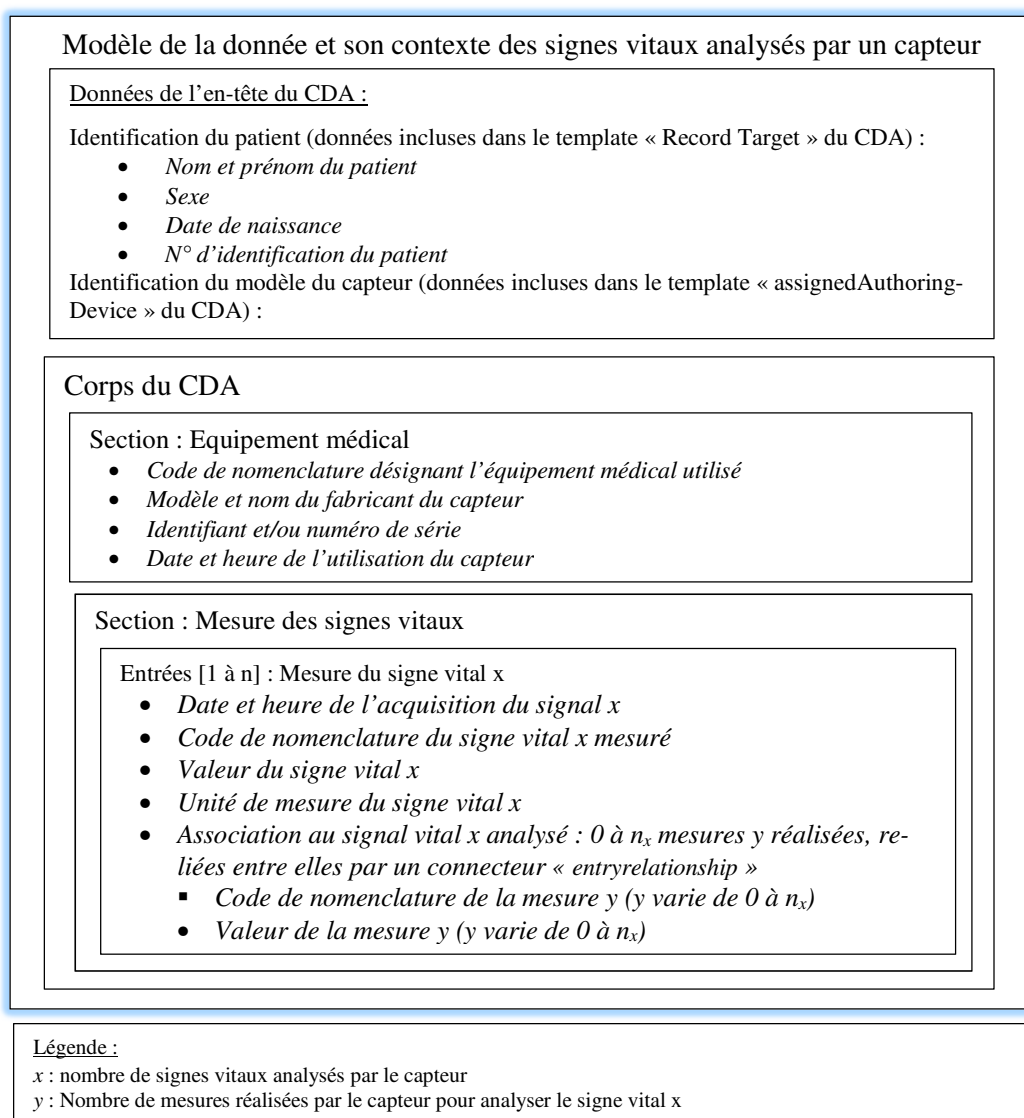 Modèle de la donnée et son contexte des signes vitaux analysés par un capteur
Données de l'en-tête du CDA :
Identification du patient (données incluses dans le template « Record Target » du CDA) :
• Nom et prénom du patient
• Sexe
• Date de naissance
• N° d'identification du patient
Identification du modèle du capteur (données incluses dans le template « assignedAuthoring-
Device » du CDA) :
Corps du CDA
Section : Equipement médical
• Code de nomenclature désignant l'équipement médical utilisé
• Modèle et nom du fabricant du capteur
• Identifiant et/ou numéro de série
• Date et heure de l'utilisation du capteur
Section : Mesure des signes vitaux
Entrées [1 à n] : Mesure du signe vital x
• Date et heure de l'acquisition du signal x
• Code de nomenclature du signe vital x mesuré
• Valeur du signe vital x
• Unité de mesure du signe vital x
• Association au signal vital x analysé : 0 à nx mesures y réalisées, re-
liées entre elles par un connecteur « entryrelationship »
▪ Code de nomenclature de la mesure y (y varie de 0 à nx)
• Valeur de la mesure y (y varie de 0 à nx)
Légende :
x : nombre de signes vitaux analysés par le capteur
y : Nombre de mesures réalisées par le capteur pour analyser le signe vital x